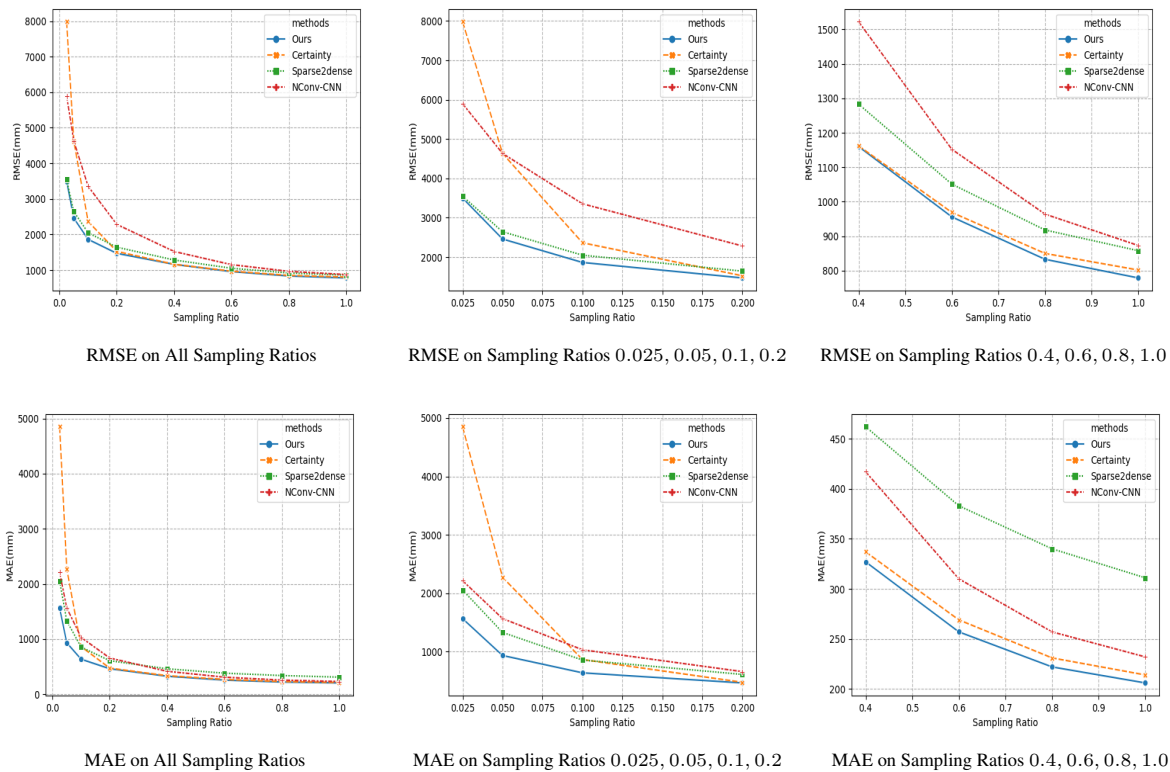 methods
Ours
Certainty
Sparse2dense
NConv-CNN
RMSE(mm)
8000
7000
6000
5000
4000
3000
2000
1000
0.0 0.2 0.4 0.6 0.8 1.0
Sampling Ratio
RMSE on All Sampling Ratios
methods
Ours
Certainty
Sparse2dense
NConv-CNN
RMSE(mm)
8000
7000
6000
5000
4000
3000
2000
0.025 0.050 0.075 0.100 0.125 0.150 0.175 0.200
Sampling Ratio
RMSE on Sampling Ratios 0.025, 0.05, 0.1, 0.2
methods
Ours
Certainty
Sparse2dense
NConv-CNN
RMSE(mm)
1500
1400
1300
1200
1100
1000
900
800
0.4 0.5 0.6 0.7 0.8 0.9 1.0
Sampling Ratio
RMSE on Sampling Ratios 0.4, 0.6, 0.8, 1.0
methods
Ours
Certainty
Sparse2dense
NConv-CNN
MAE(mm)
5000
4000
3000
2000
1000
0
0.0 0.2 0.4 0.6 0.8 1.0
Sampling Ratio
MAE on All Sampling Ratios
methods
Ours
Certainty
Sparse2dense
NConv-CNN
MAE(mm)
5000
4000
3000
2000
1000
0.025 0.050 0.075 0.100 0.125 0.150 0.175 0.200
Sampling Ratio
MAE on Sampling Ratios 0.025, 0.05, 0.1, 0.2
methods
Ours
Certainty
Sparse2dense
NConv-CNN
MAE(mm)
450
400
350
300
250
200
0.4 0.5 0.6 0.7 0.8 0.9 1.0
Sampling Ratio
MAE on Sampling Ratios 0.4, 0.6, 0.8, 1.0